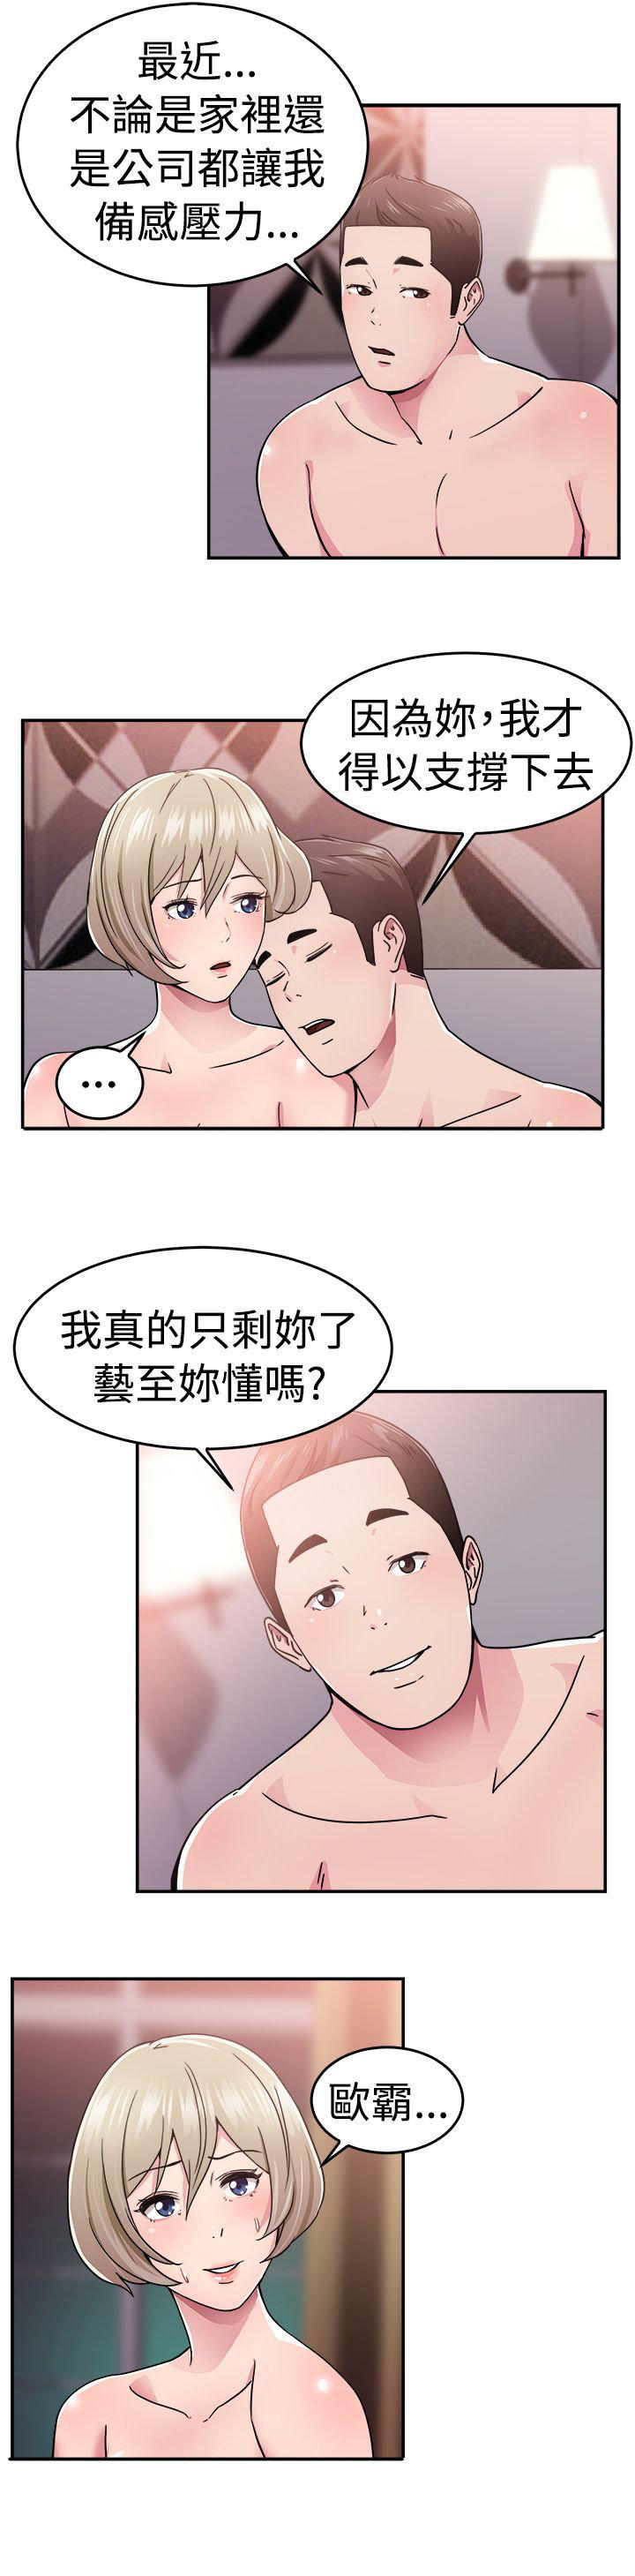 最近...
不論是家裡還
是公司都讓我
備感壓力...
因為妳,我才
得以支撐下去
...
我真的只剩妳了
藝至妳懂嗎?
歐霸...